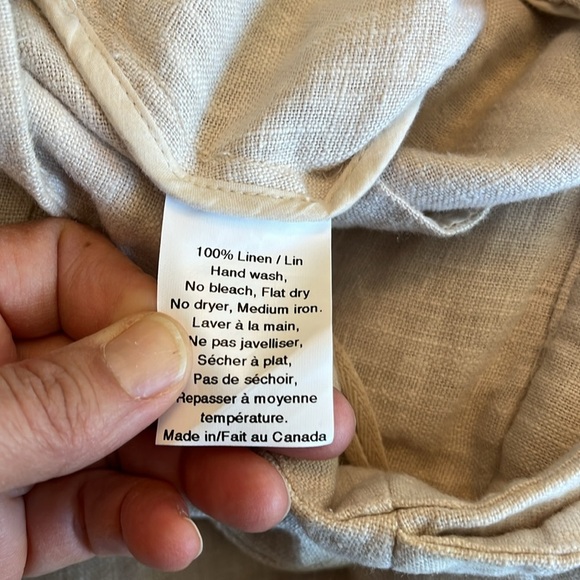 100% Linen / Lin
Hand wash,
No bleach, Flat dry
No dryer, Medium iron.
Laver à la main,
Ne pas javelliser,
Sécher à plat,
Pas de séchoir,
Repasser à moyenne
température.
Made in/Fait au Canada